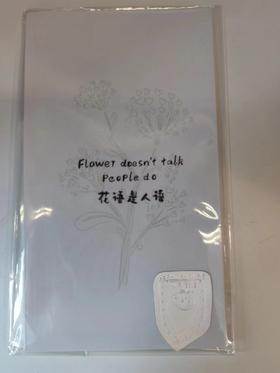 Flower doesn't talk
People do
花语是人语